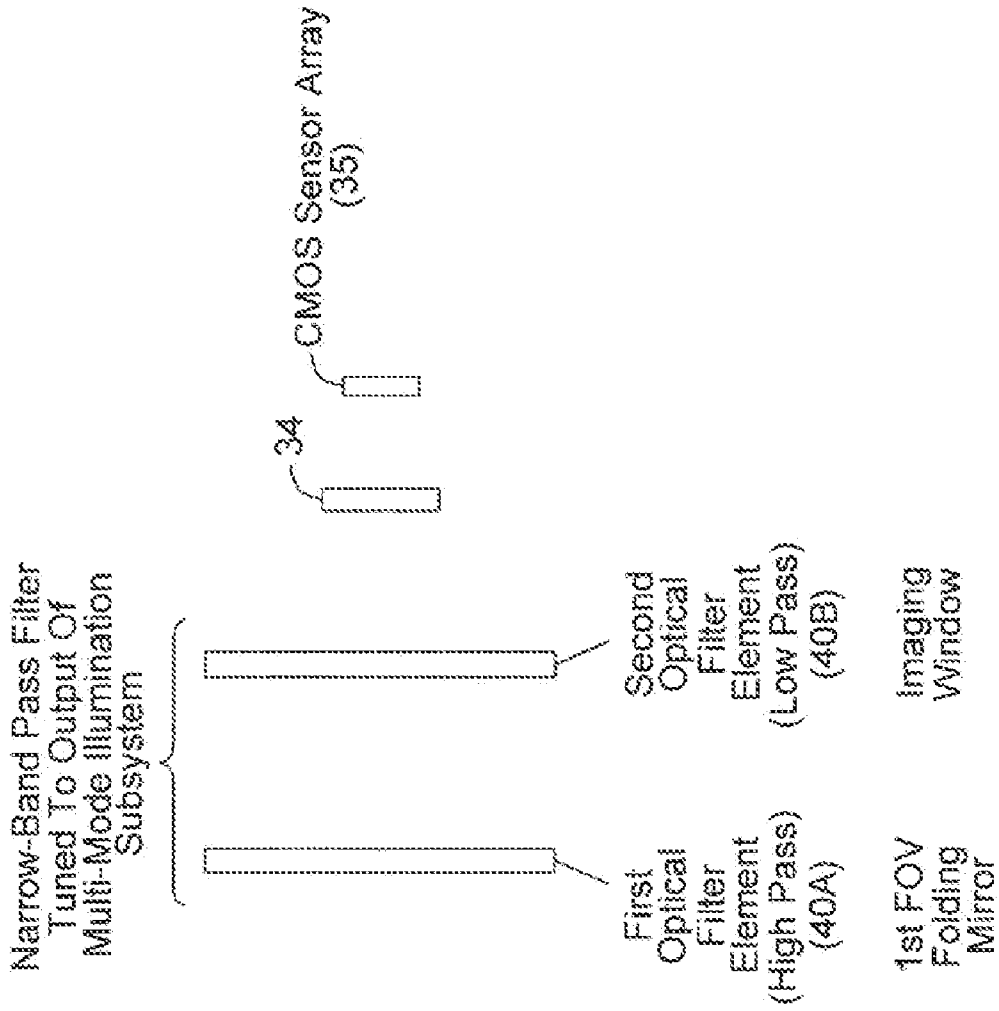 Narrow-Band Pass Filter
Tuned To Output Of
Multi-Mode Illumination
Subsystem
34
CMOS Sensor Array
(35)
First
Optical
Filter
Element
(High Pass)
(40A)
Second
Optical
Filter
Element
(Low Pass)
(40B)
1st FOV
Folding
Mirror
Imaging
Window